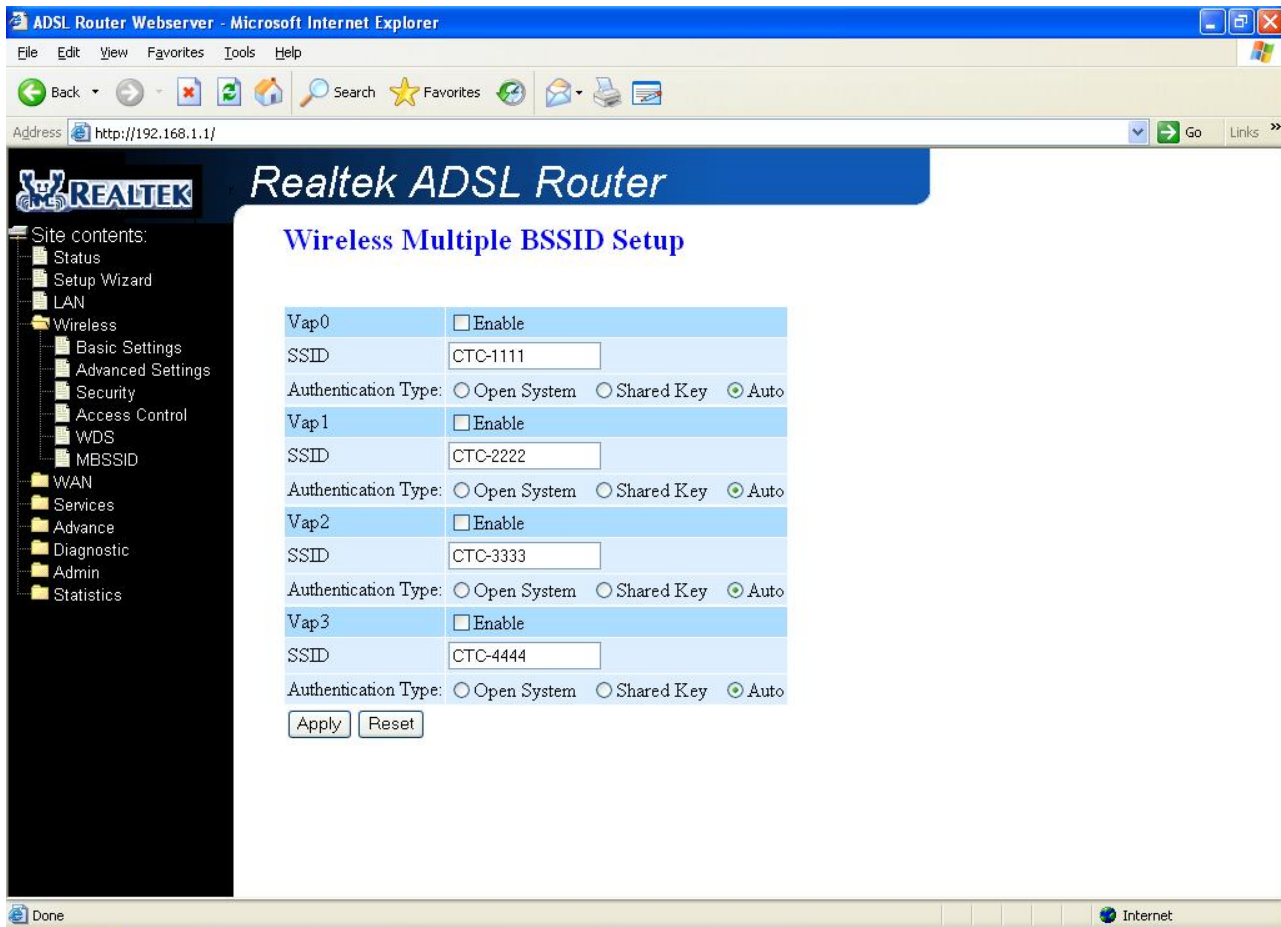 ADSL Router Webserver - Microsoft Internet Explorer
File Edit View Favorites Tools Help
Back Search Favorites
Address http://192.168.1.1/ Go Links »
REALTEK
Realtek ADSL Router
Site contents:
Status
Setup Wizard
LAN
Wireless
Basic Settings
Advanced Settings
Security
Access Control
WDS
MBSSID
WAN
Services
Advance
Diagnostic
Admin
Statistics
Wireless Multiple BSSID Setup
Vap0 Enable
SSID CTC-1111
Authentication Type: Open System Shared Key Auto
Vap1 Enable
SSID CTC-2222
Authentication Type: Open System Shared Key Auto
Vap2 Enable
SSID CTC-3333
Authentication Type: Open System Shared Key Auto
Vap3 Enable
SSID CTC-4444
Authentication Type: Open System Shared Key Auto
Apply Reset
Done Internet